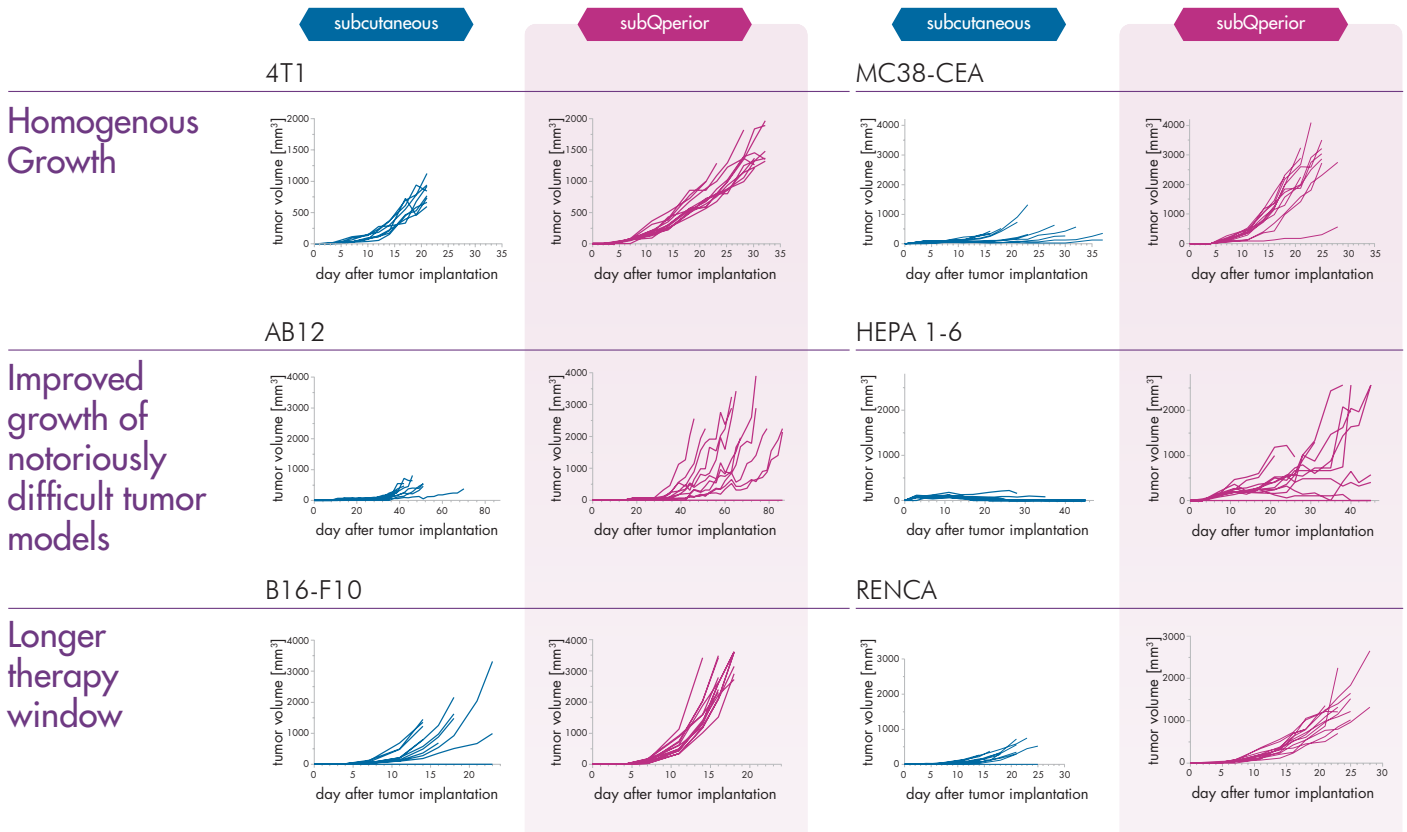 subcutaneous
subQperior
subcutaneous
subQperior
4T1
MC38-CEA
Homogenous
Growth
tumor volume [mm³]
2000
1500
1000
500
0
0 5 10 15 20 25 30 35
day after tumor implantation
tumor volume [mm³]
2000
1500
1000
500
0
0 5 10 15 20 25 30 35
day after tumor implantation
tumor volume [mm³]
4000
3000
2000
1000
0
0 5 10 15 20 25 30 35
day after tumor implantation
tumor volume [mm³]
4000
3000
2000
1000
0
0 5 10 15 20 25 30 35
day after tumor implantation
AB12
HEPA 1-6
Improved
growth of
notoriously
difficult tumor
models
tumor volume [mm³]
4000
3000
2000
1000
0
0 20 40 60 80
day after tumor implantation
tumor volume [mm³]
4000
3000
2000
1000
0
0 20 40 60 80
day after tumor implantation
tumor volume [mm³]
2000
1000
0
0 10 20 30 40
day after tumor implantation
tumor volume [mm³]
2000
1000
0
0 10 20 30 40
day after tumor implantation
B16-F10
RENCA
Longer
therapy
window
tumor volume [mm³]
4000
3000
2000
1000
0
0 10 20
day after tumor implantation
tumor volume [mm³]
4000
3000
2000
1000
0
0 10 20
day after tumor implantation
tumor volume [mm³]
3000
2000
1000
0
0 5 10 15 20 25 30
day after tumor implantation
tumor volume [mm³]
3000
2000
1000
0
0 5 10 15 20 25 30
day after tumor implantation